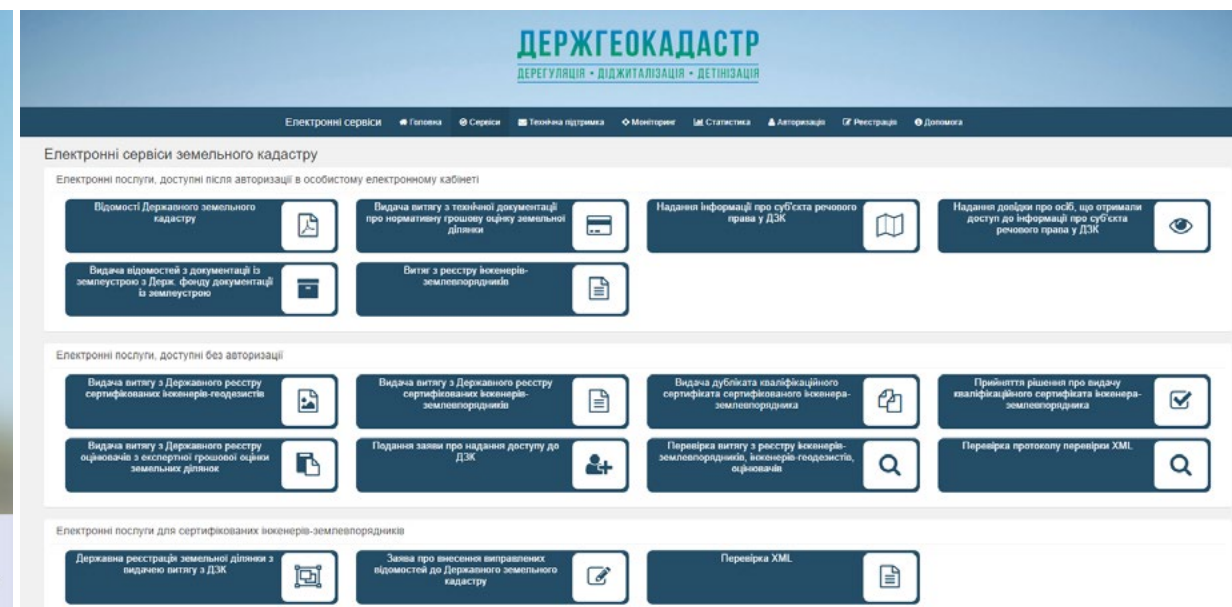 ДЕРЖГЕОКАДАСТР
ДЕРЕГУЛЯЦІЯ • ДІДЖИТАЛІЗАЦІЯ • ДЕТІНІЗАЦІЯ
Електронні сервіси Головна Сервіси Технічна підтримка Моніторинг Статистика Авторизація Реєстрація Допомога
Електронні сервіси земельного кадастру
Електронні послуги, доступні після авторизації в особистому електронному кабінеті
Відомості Державного земельного
кадастру
Видача витягу з технічної документації
про нормативну грошову оцінку земельної
ділянки
Надання інформації про суб'єкта речового
права у ДЗК
Надання довідки про осіб, що отримали
доступ до інформації про суб'єкта
речового права у ДЗК
Видача відомостей з документації із
землеустрою з Держ. фонду документації
із землеустрою
Витяг з реєстру інженерів-
землевпорядників
Електронні послуги, доступні без авторизації
Видача витягу з Державного реєстру
сертифікованих інженерів-геодезистів
Видача витягу з Державного реєстру
сертифікованих інженерів-
землевпорядників
Видача дубліката кваліфікаційного
сертифіката сертифікованого інженера-
землевпорядника
Прийняття рішення про видачу
кваліфікаційного сертифіката інженера-
землевпорядника
Видача витягу з Державного реєстру
оцінювачів з експертної грошової оцінки
земельних ділянок
Подання заяви про надання доступу до
ДЗК
Перевірка витягу з реєстру інженерів-
землевпорядників, інженерів-геодезистів,
оцінювачів
Перевірка протоколу перевірки XML
Електронні послуги для сертифікованих інженерів-землевпорядників
Державна реєстрація земельної ділянки з
видачею витягу з ДЗК
Заява про внесення виправлених
відомостей до Державного земельного
кадастру
Перевірка XML